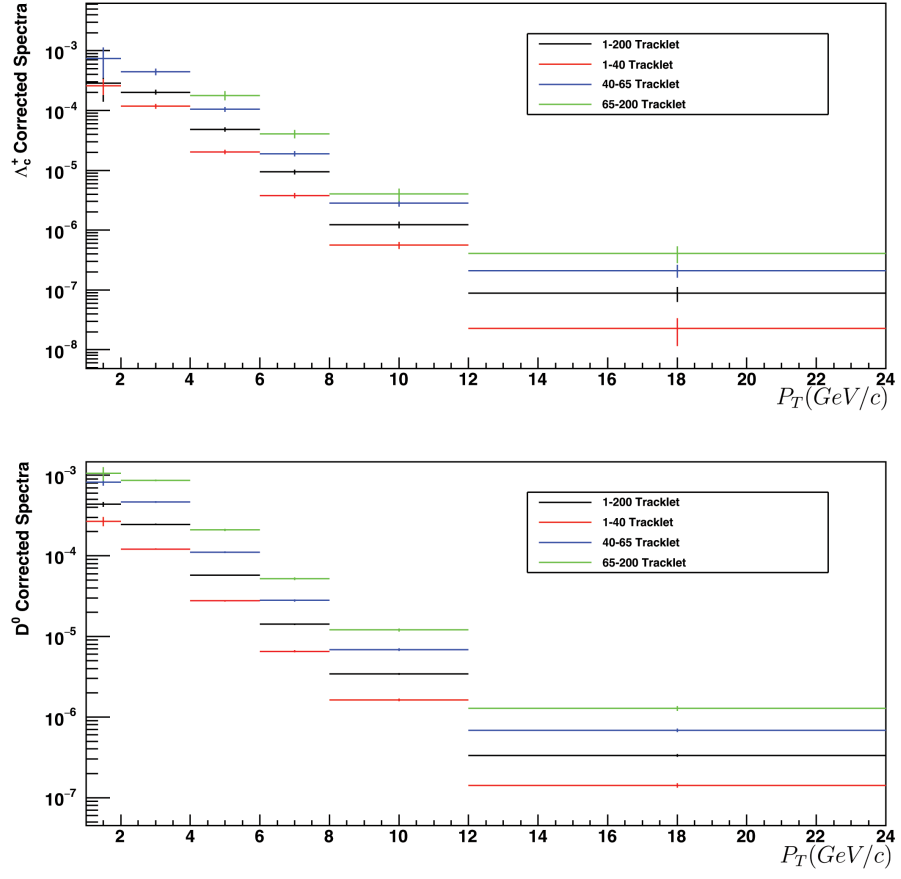 Λc+ Corrected Spectra
10−3
10−4
10−5
10−6
10−7
10−8
1-200 Tracklet
1-40 Tracklet
40-65 Tracklet
65-200 Tracklet
2 4 6 8 10 12 14 16 18 20 22 24
PT(GeV/c)
D0 Corrected Spectra
10−3
10−4
10−5
10−6
10−7
1-200 Tracklet
1-40 Tracklet
40-65 Tracklet
65-200 Tracklet
2 4 6 8 10 12 14 16 18 20 22 24
PT(GeV/c)